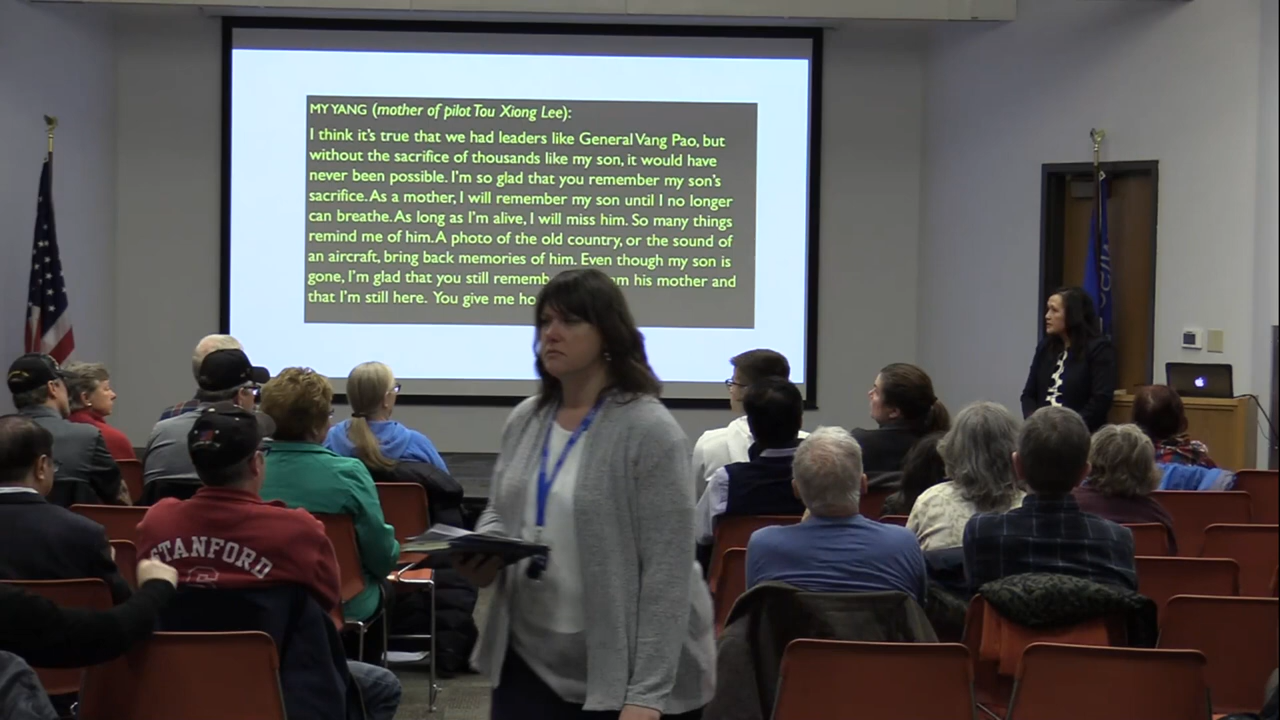 MY YANG (mother of pilot Tou Xiong Lee):
I think it's true that we had leaders like General Vang Pao, but
without the sacrifice of thousands like my son, it would have
never been possible. I'm so glad that you remember my son's
sacrifice. As a mother, I will remember my son until I no longer
can breathe. As long as I'm alive, I will miss him. So many things
remind me of him. A photo of the old country, or the sound of
an aircraft, bring back memories of him. Even though my son is
gone, I'm glad that you still his mother and
that I'm still here. You give me
STANFORD